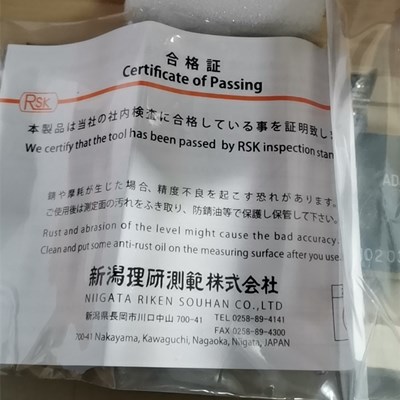 合格証
Certificate of Passing
RSK
本製品は当社の社内検査に合格している事を証明致し
We certify that the tool has been passed by RSK inspection stan
錆や摩耗が生じた場合、精度不良を起こす恐れがあります。
ご使用後は測定面の汚れをふき取り、防錆油等で保護し保管して下さい。
Rust and abrasion of the level might cause the bad accuracy.
Clean and put some anti-rust oil on the measuring surface after you use
新潟理研測範株式会社
NIIGATA RIKEN SOUHAN CO.,LTD
新潟県長岡市川口中山 700-41 TEL 0258-89-4141
FAX 0258-89-4300
700-41 Nakayama, Kawaguchi, Nagaoka, Niigata, JAPAN
AD
002 0